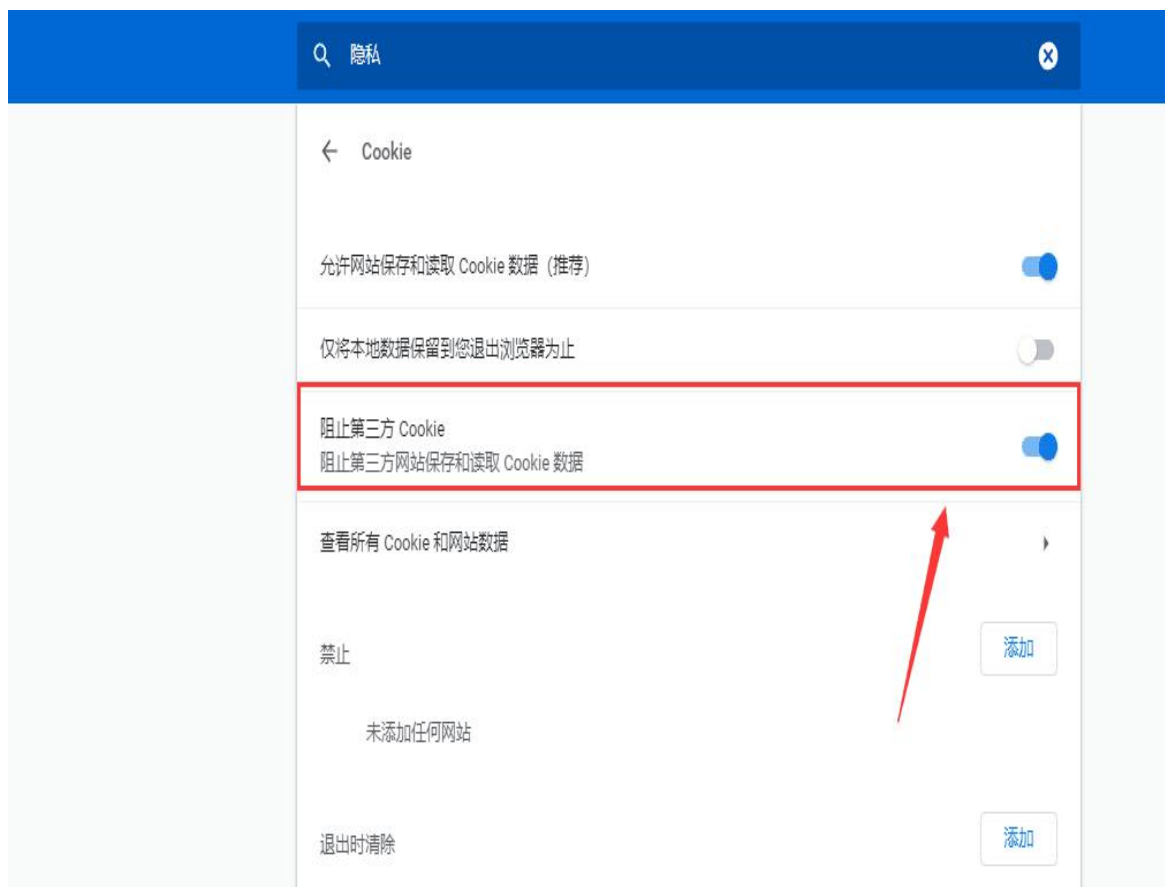 隐私
Cookie
允许网站保存和读取 Cookie 数据（推荐）
仅将本地数据保留到您退出浏览器为止
阻止第三方 Cookie
阻止第三方网站保存和读取 Cookie 数据
查看所有 Cookie 和网站数据
禁止
添加
未添加任何网站
退出时清除
添加